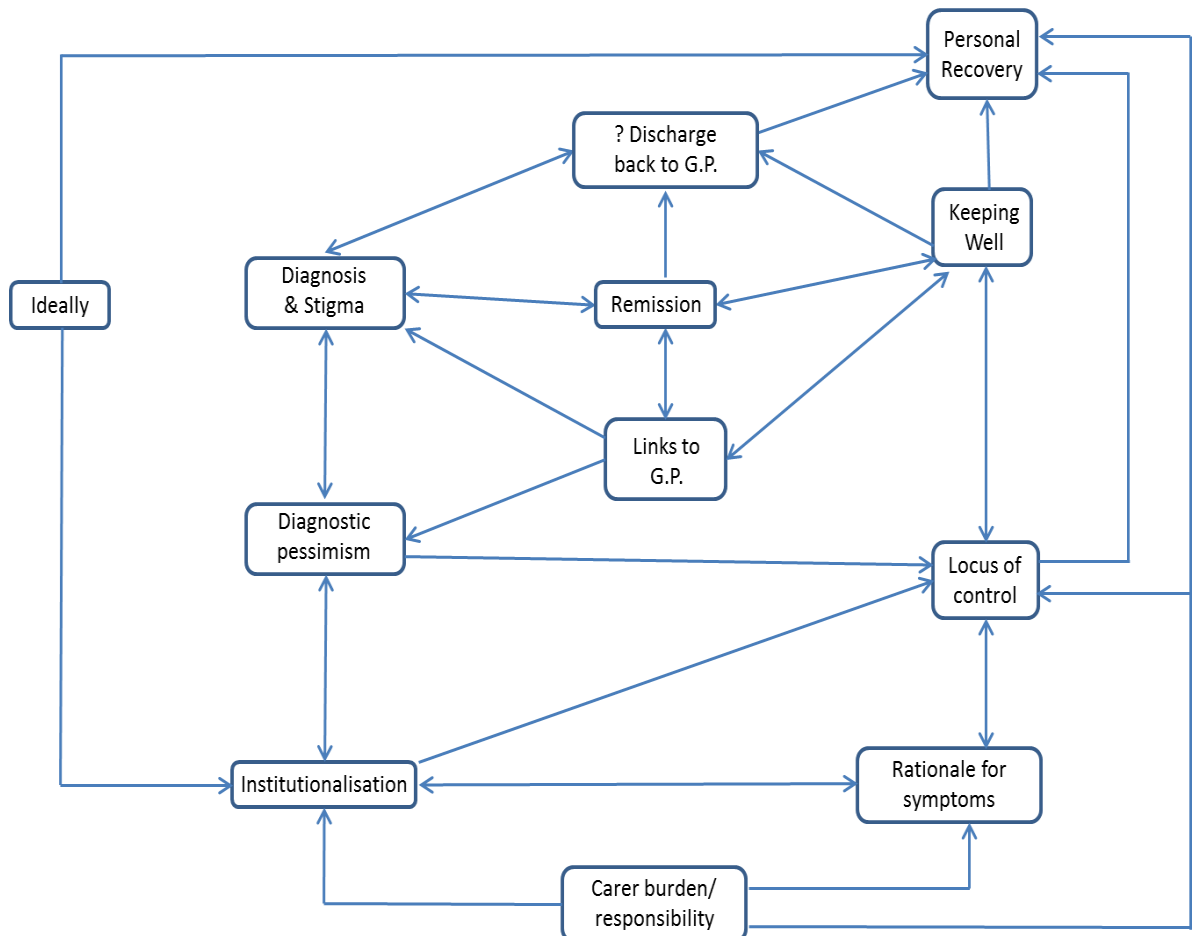 Personal
Recovery
? Discharge
back to G.P.
Keeping
Well
Diagnosis
& Stigma
Ideally
Remission
Links to
G.P.
Diagnostic
pessimism
Locus of
control
Institutionalisation
Rationale for
symptoms
Carer burden/
responsibility